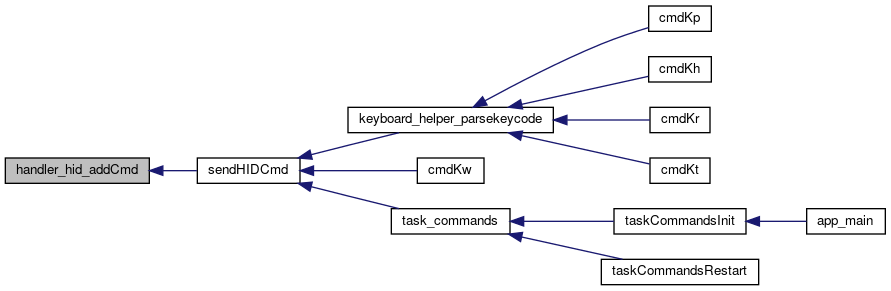 handler_hid_addCmd
sendHIDCmd
keyboard_helper_parsekeycode
cmdKp
cmdKh
cmdKr
cmdKt
cmdKw
task_commands
taskCommandsInit
app_main
taskCommandsRestart